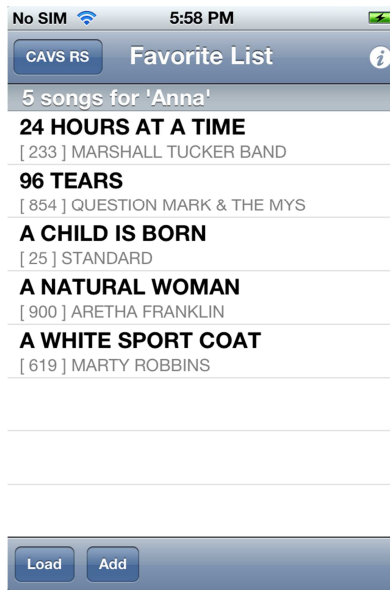 No SIM 5:58 PM
CAVS RS Favorite List i
5 songs for 'Anna'
24 HOURS AT A TIME
[ 233 ] MARSHALL TUCKER BAND
96 TEARS
[ 854 ] QUESTION MARK & THE MYS
A CHILD IS BORN
[ 25 ] STANDARD
A NATURAL WOMAN
[ 900 ] ARETHA FRANKLIN
A WHITE SPORT COAT
[ 619 ] MARTY ROBBINS
Load Add